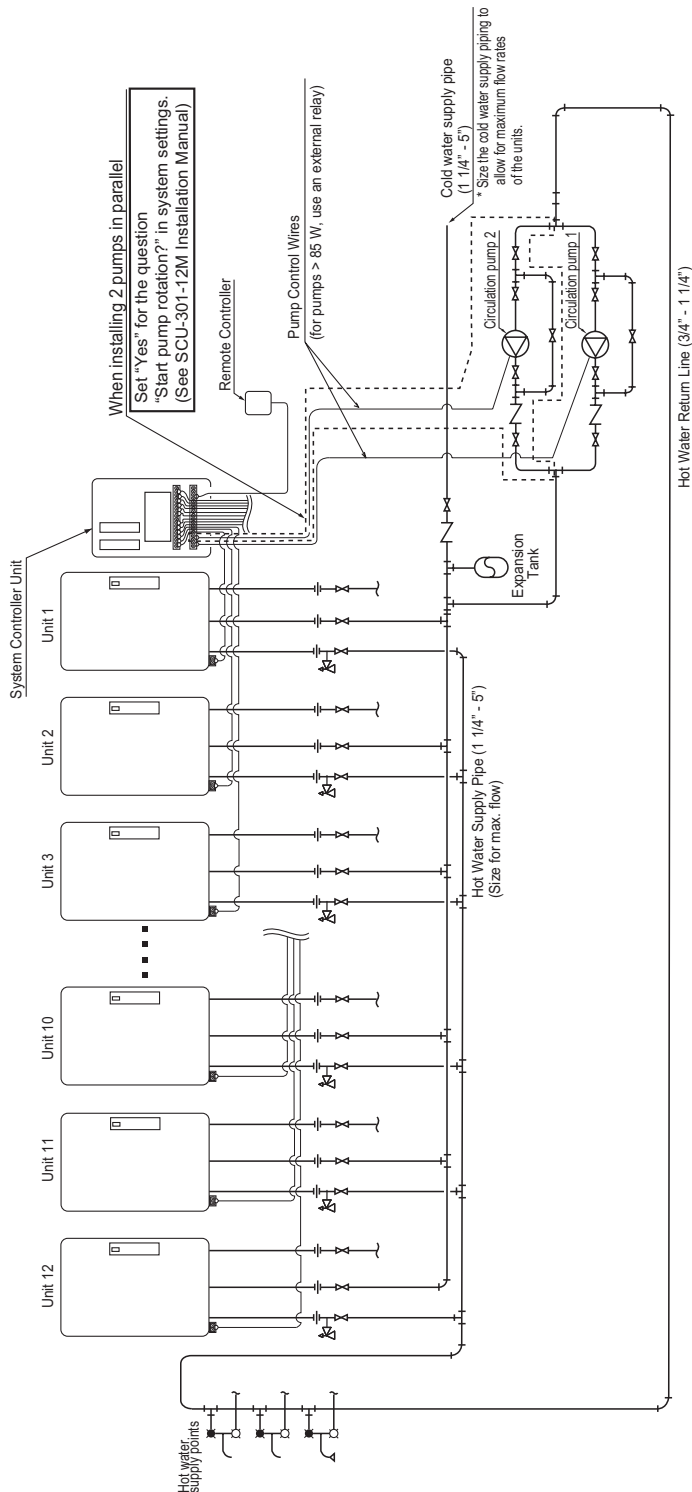 When installing 2 pumps in parallel
Set “Yes” for the question
“Start pump rotation?” in system settings.
(See SCU-301-12M Installation Manual)
System Controller Unit
Remote Controller
Pump Control Wires
(for pumps > 85 W, use an external relay)
Cold water supply pipe
(1 1/4” - 5”)
* Size the cold water supply piping to
allow for maximum flow rates
of the units.
Unit 12
Unit 11
Unit 10
Unit 3
Unit 2
Unit 1
Circulation pump 2
Circulation pump 1
Expansion
Tank
Hot Water Supply Pipe (1 1/4” - 5”)
(Size for max. flow)
Hot water
supply points
Hot Water Return Line (3/4” - 1 1/4”)